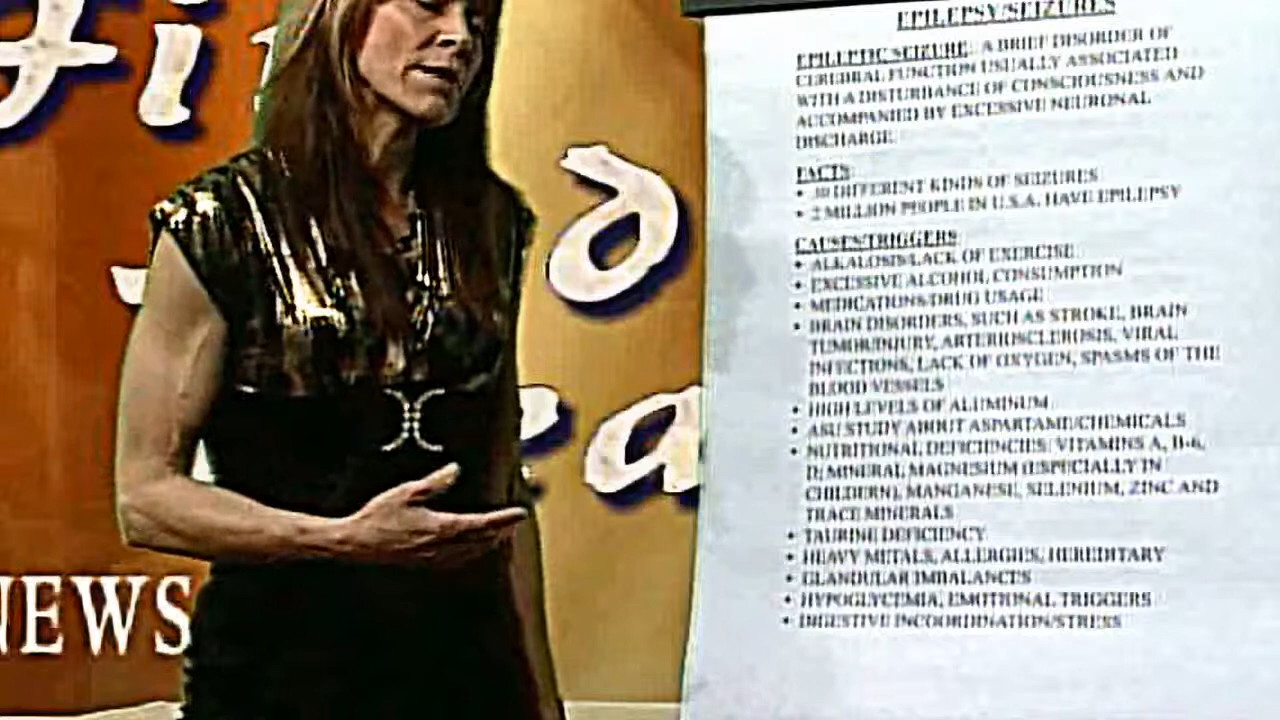 fi
d
ea
NEWS
EPILEPSY/SEIZURES
EPILEPTIC SEIZURE: A BRIEF DISORDER OF
CEREBRAL FUNCTION USUALLY ASSOCIATED
WITH A DISTURBANCE OF CONSCIOUSNESS AND
ACCOMPANIED BY EXCESSIVE NEURONAL
DISCHARGE.
FACTS:
• 30 DIFFERENT KINDS OF SEIZURES
• 2 MILLION PEOPLE IN U.S.A. HAVE EPILEPSY
CAUSES/TRIGGERS:
• ALKALOSIS/LACK OF EXERCISE
• EXCESSIVE ALCOHOL CONSUMPTION
• MEDICATIONS/DRUG USAGE
• BRAIN DISORDERS, SUCH AS STROKE, BRAIN
TUMOR/INJURY, ARTERIOSCLEROSIS, VIRAL
INFECTIONS, LACK OF OXYGEN, SPASMS OF THE
BLOOD VESSELS
• HIGH LEVELS OF ALUMINUM
• ASU STUDY ABOUT ASPARTAME/CHEMICALS
• NUTRITIONAL DEFICIENCIES: VITAMINS A, B-6,
D; MINERAL MAGNESIUM (ESPECIALLY IN
CHILDERN), MANGANESE, SELENIUM, ZINC AND
TRACE MINERALS
• TAURINE DEFICIENCY
• HEAVY METALS, ALLERGIES, HEREDITARY
• GLANDULAR IMBALANCES
• HYPOGLYCEMIA, EMOTIONAL TRIGGERS
• DIGESTIVE INCOORDINATION/STRESS